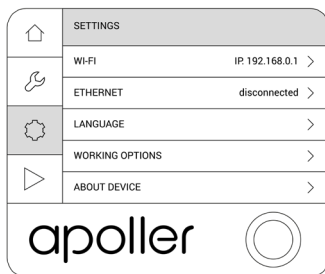 SETTINGS
WI-FI IP. 192.168.0.1
ETHERNET disconnected
LANGUAGE
WORKING OPTIONS
ABOUT DEVICE
apoller